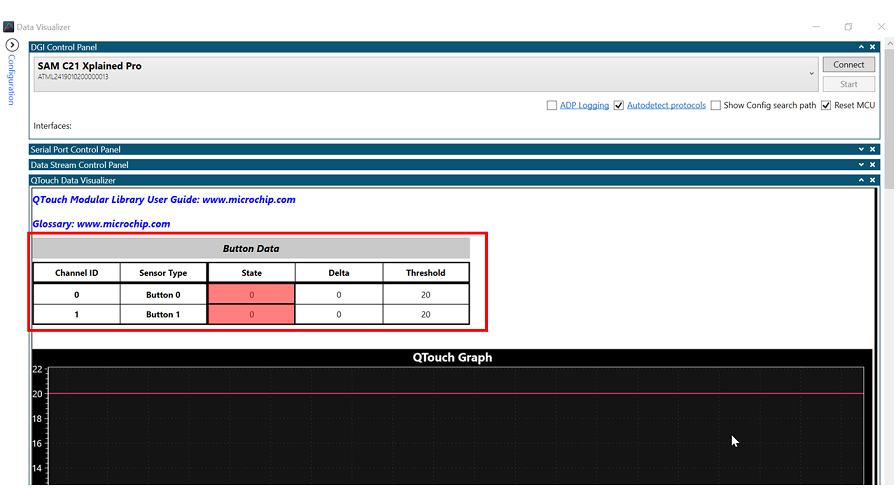 Data Visualizer
Configuration
DGI Control Panel
SAM C21 Xplained Pro
ATML2419010200000013
Connect
Start
ADP Logging Autodetect protocols Show Config search path Reset MCU
Interfaces:
Serial Port Control Panel
Data Stream Control Panel
QTouch Data Visualizer
QTouch Modular Library User Guide: www.microchip.com
Glossary: www.microchip.com
Button Data
Channel ID Sensor Type State Delta Threshold
0 Button 0 0 0 20
1 Button 1 0 0 20
QTouch Graph
22
20
18
16
14